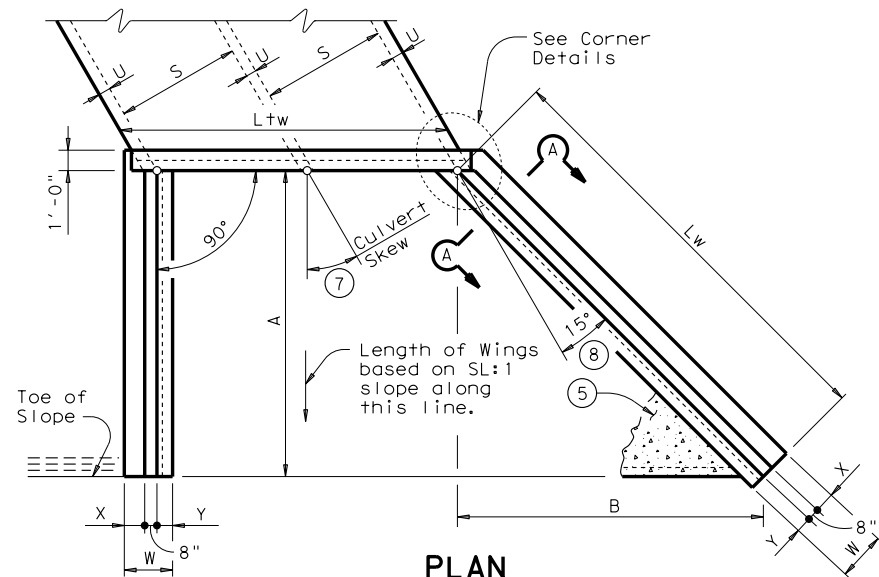 See Corner
Details
U
S
U
S
U
Ltw
A
1'-0"
90°
Culvert
Skew
7
A
Lw
A
15°
8
Length of Wings
based on SL:1
slope along
this line.
5
Toe of
Slope
X
Y
8"
W
B
X
8"
Y
W
PLAN